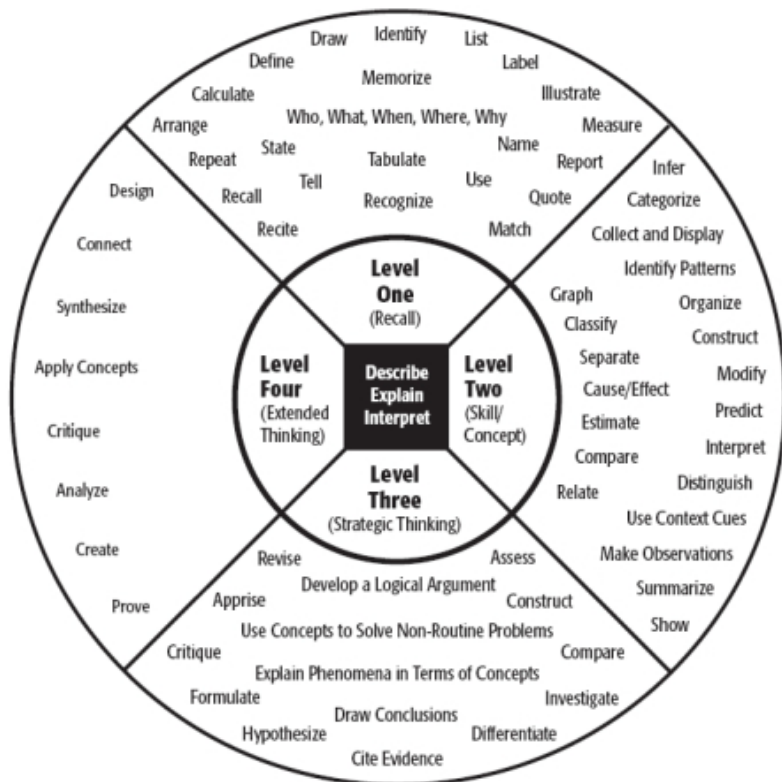 Draw
Identify
List
Define
Label
Memorize
Calculate
Illustrate
Who, What, When, Where, Why
Arrange
Measure
State
Name
Repeat
Tabulate
Report
Tell
Use
Recall
Recognize
Quote
Recite
Match
Level
One
(Recall)
Infer
Categorize
Collect and Display
Identify Patterns
Graph
Organize
Classify
Construct
Separate
Modify
Cause/Effect
Predict
Estimate
Interpret
Compare
Distinguish
Relate
Use Context Cues
Make Observations
Summarize
Show
Level
Two
(Skill/
Concept)
Describe
Explain
Interpret
Level
Three
(Strategic Thinking)
Revise
Assess
Develop a Logical Argument
Apprise
Construct
Use Concepts to Solve Non-Routine Problems
Critique
Compare
Explain Phenomena in Terms of Concepts
Formulate
Investigate
Draw Conclusions
Hypothesize
Differentiate
Cite Evidence
Level
Four
(Extended
Thinking)
Design
Connect
Synthesize
Apply Concepts
Critique
Analyze
Create
Prove